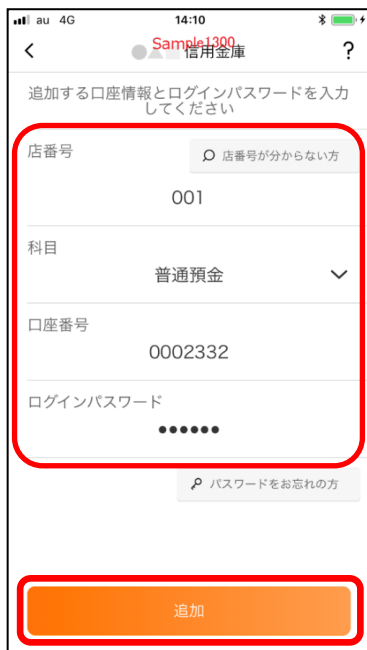 au 4G 14:10
Sample1300
●▲■信用金庫 ?
追加する口座情報とログインパスワードを入力
してください
店番号 店番号が分からない方
001
科目
普通預金
口座番号
0002332
ログインパスワード
●●●●●●
パスワードをお忘れの方
追加